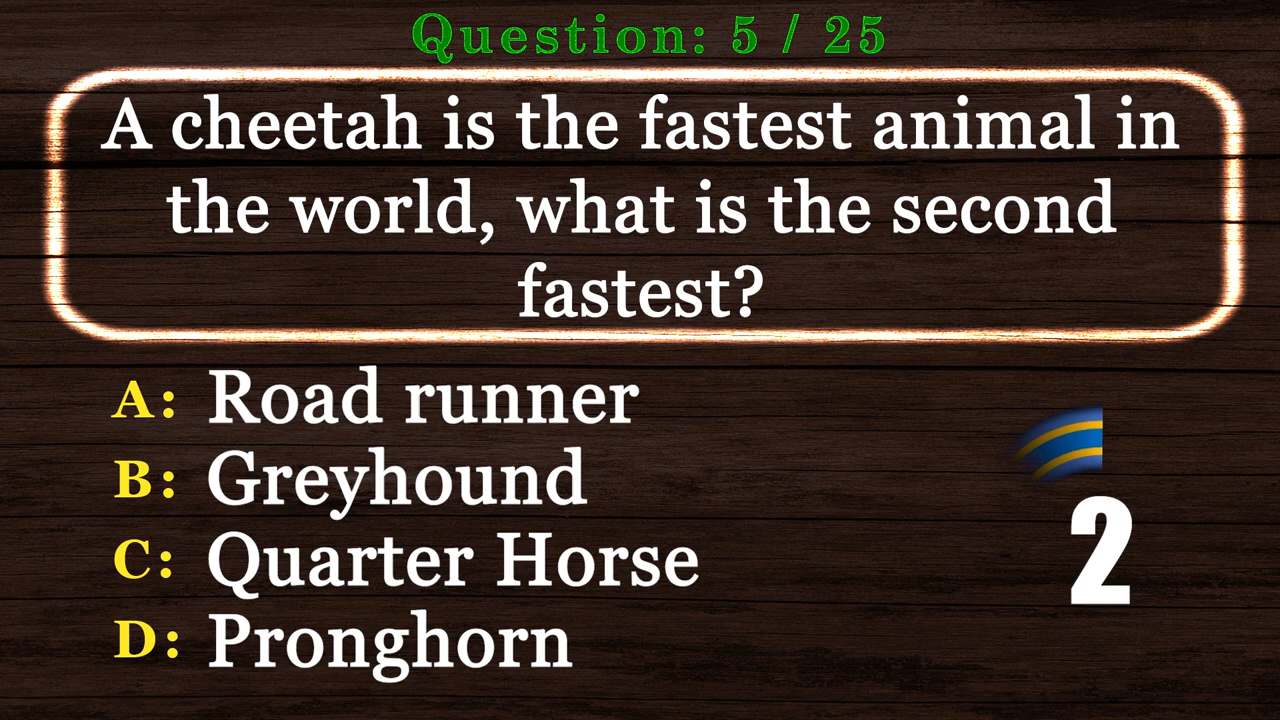 Question: 5 / 25
A cheetah is the fastest animal in
the world, what is the second
fastest?
A: Road runner
B: Greyhound
C: Quarter Horse
D: Pronghorn
2